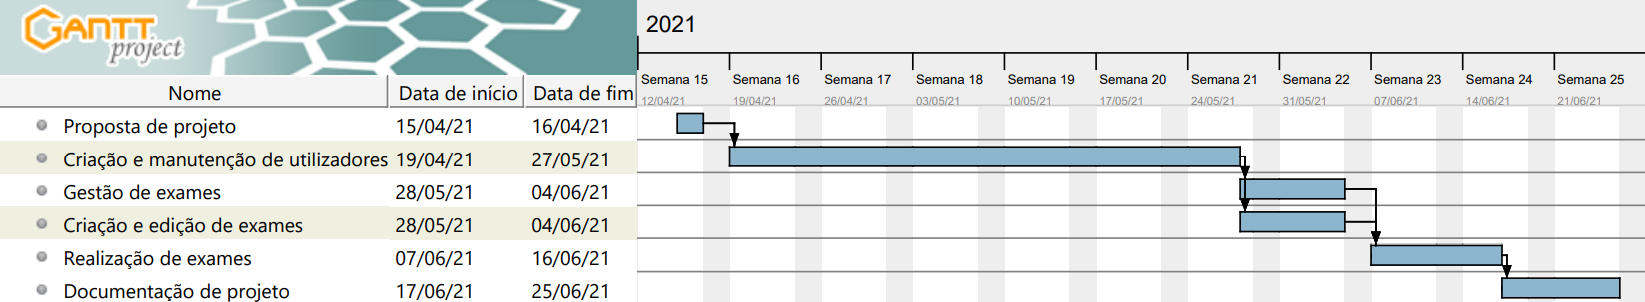 GANTT
project
2021
Semana 15 Semana 16 Semana 17 Semana 18 Semana 19 Semana 20 Semana 21 Semana 22 Semana 23 Semana 24 Semana 25
Nome Data de início Data de fim
12/04/21 19/04/21 26/04/21 03/05/21 10/05/21 17/05/21 24/05/21 31/05/21 07/06/21 14/06/21 21/06/21
Proposta de projeto 15/04/21 16/04/21
Criação e manutenção de utilizadores 19/04/21 27/05/21
Gestão de exames 28/05/21 04/06/21
Criação e edição de exames 28/05/21 04/06/21
Realização de exames 07/06/21 16/06/21
Documentação de projeto 17/06/21 25/06/21